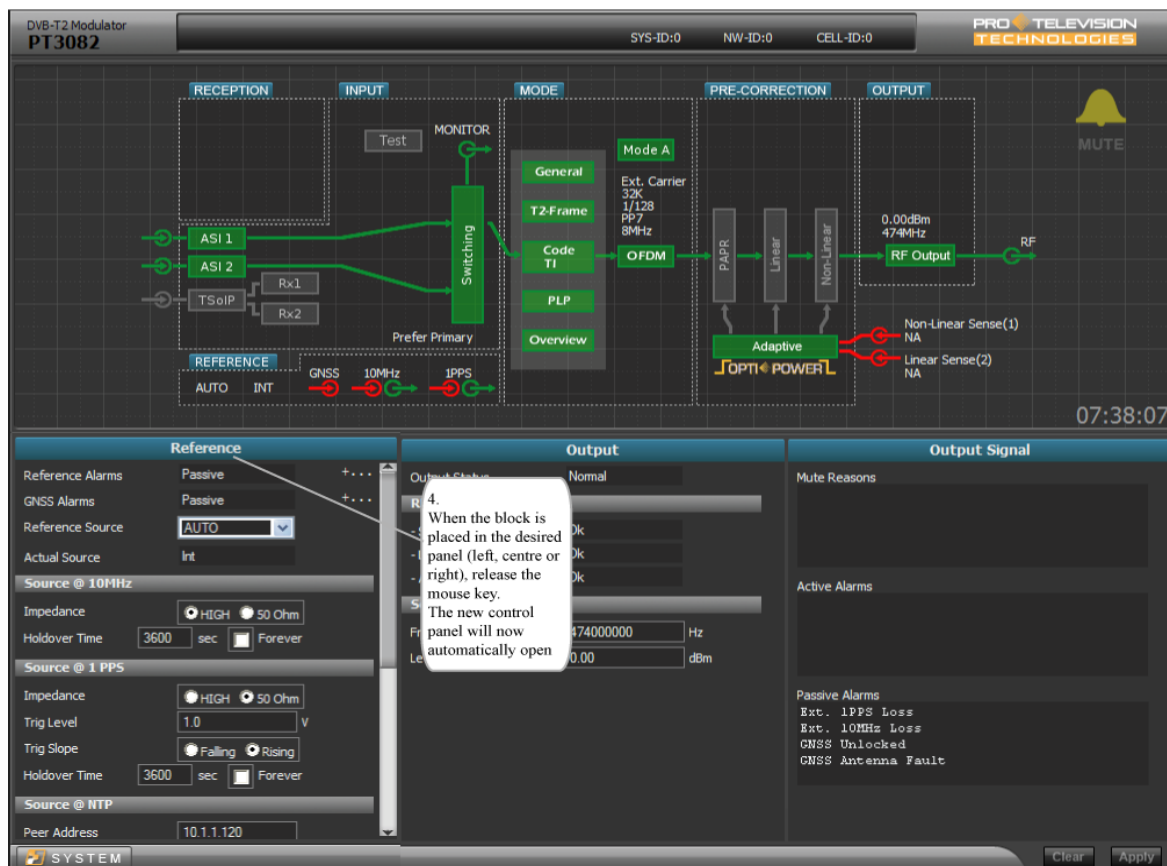 DVB-T2 Modulator
PT3082
SYS-ID:0 NW-ID:0 CELL-ID:0
PRO TELEVISION
TECHNOLOGIES
RECEPTION INPUT MODE PRE-CORRECTION OUTPUT
MUTE
Test
MONITOR
Mode A
General
Ext. Carrier
32K
1/128
PP7
8MHz
T2-Frame
Code
TI
PLP
Overview
OFDM
ASI 1
ASI 2
TSoIP
Rx1
Rx2
Switching
Prefer Primary
PAPR
Linear
Non-Linear
0.00dBm
474MHz
RF Output
RF
Adaptive
OPTI POWER
Non-Linear Sense(1)
NA
Linear Sense(2)
NA
REFERENCE
AUTO INT
GNSS 10MHz 1PPS
07:38:07
Reference
Reference Alarms Passive +...
GNSS Alarms Passive +...
Reference Source AUTO
Actual Source Int
Source @ 10MHz
Impedance HIGH 50 Ohm
Holdover Time 3600 sec Forever
Source @ 1 PPS
Impedance HIGH 50 Ohm
Trig Level 1.0 V
Trig Slope Falling Rising
Holdover Time 3600 sec Forever
Source @ NTP
Peer Address 10.1.1.120
SYSTEM
Output
Normal
Ok
Ok
Ok
474000000 Hz
0.00 dBm
4.
When the block is
placed in the desired
panel (left, centre or
right), release the
mouse key.
The new control
panel will now
automatically open
Output Signal
Mute Reasons
Active Alarms
Passive Alarms
Ext. 1PPS Loss
Ext. 10MHz Loss
GNSS Unlocked
GNSS Antenna Fault
Clear Apply